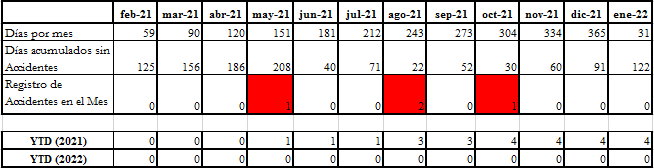 feb-21 mar-21 abr-21 may-21 jun-21 jul-21 ago-21 sep-21 oct-21 nov-21 dic-21 ene-22
Días por mes 59 90 120 151 181 212 243 273 304 334 365 31
Días acumulados sin
Accidentes 125 156 186 208 40 71 22 52 30 60 91 122
Registro de
Accidentes en el Mes 0 0 0 1 0 0 2 0 1 0 0 0
YTD (2021) 0 0 0 1 1 1 3 3 4 4 4 4
YTD (2022) 0 0 0 0 0 0 0 0 0 0 0 0